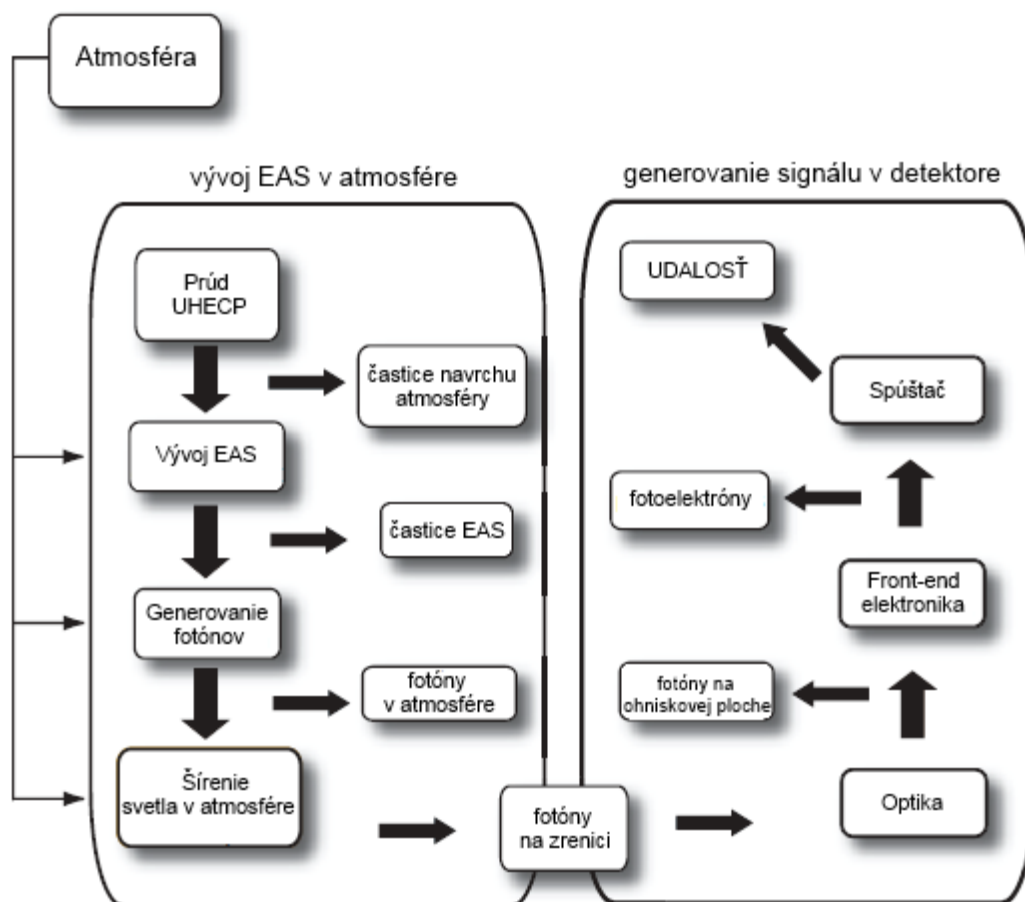 Atmosféra
vývoj EAS v atmosfére
Prúd
UHECP
častice navrchu
atmosféry
Vývoj EAS
častice EAS
Generovanie
fotónov
fotóny
v atmosfére
Šírenie
svetla v atmosfére
fotóny
na zrenici
generovanie signálu v detektore
UDALOSŤ
Spúštač
fotoelektróny
Front-end
elektronika
fotóny na
ohniskovej ploche
Optika